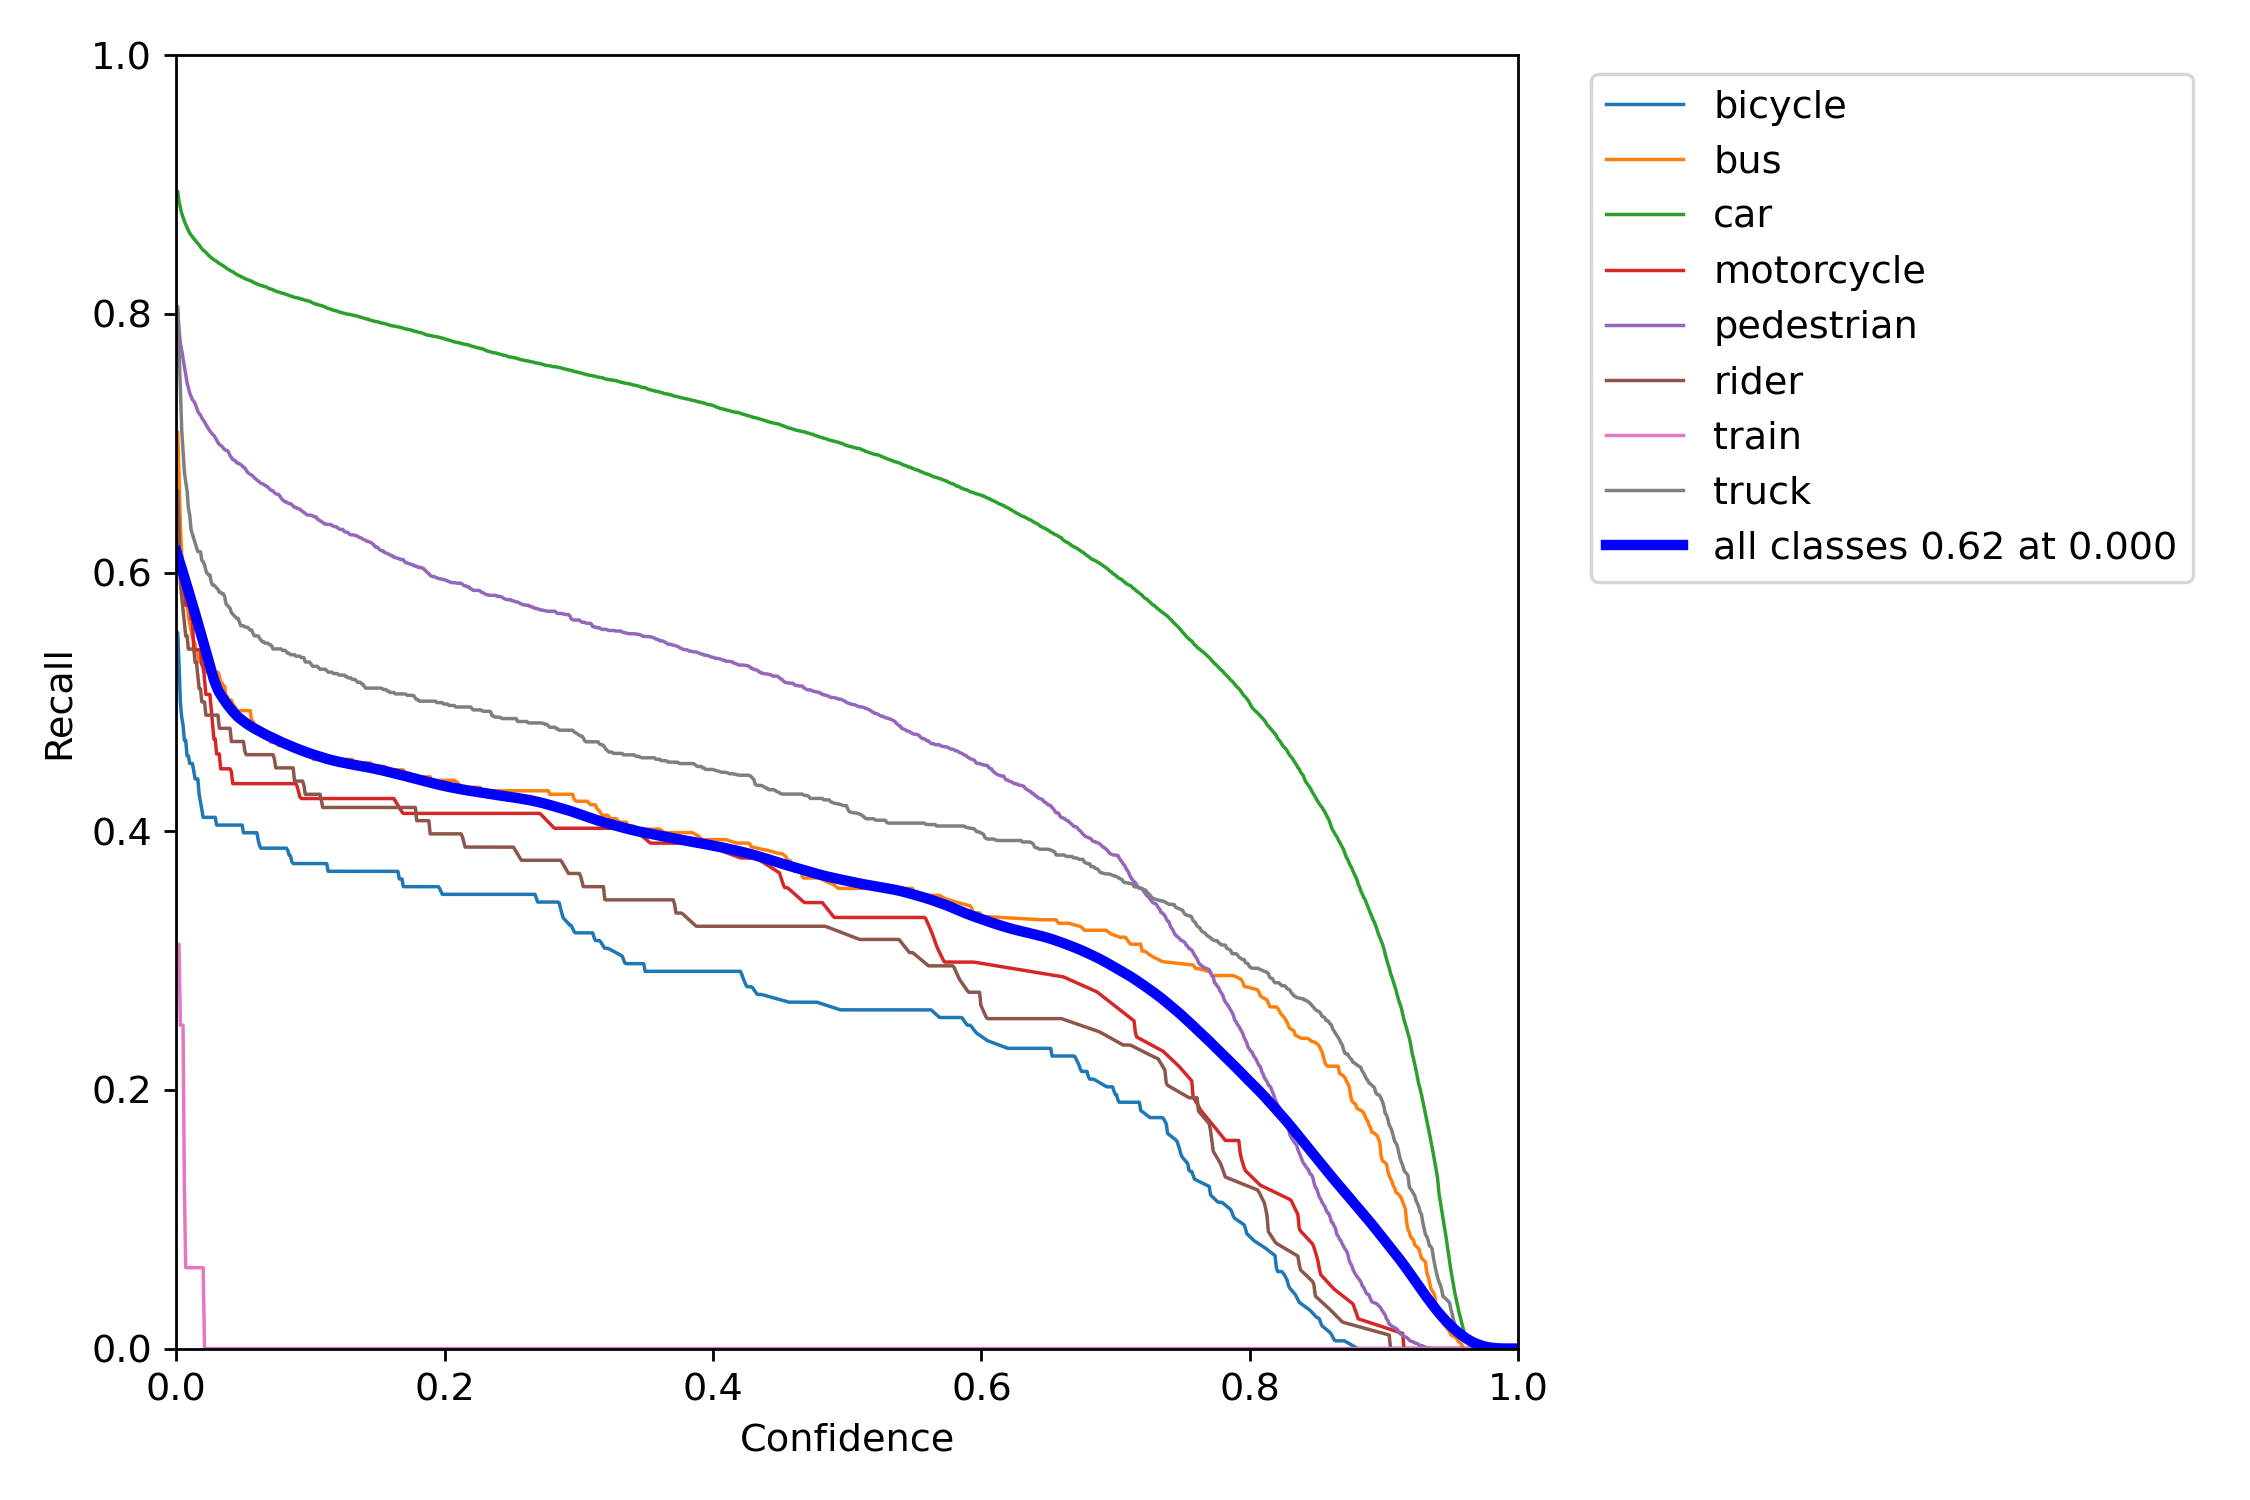 1.0
0.8
0.6
0.4
0.2
0.0
Recall
0.0 0.2 0.4 0.6 0.8 1.0
Confidence
bicycle
bus
car
motorcycle
pedestrian
rider
train
truck
all classes 0.62 at 0.000